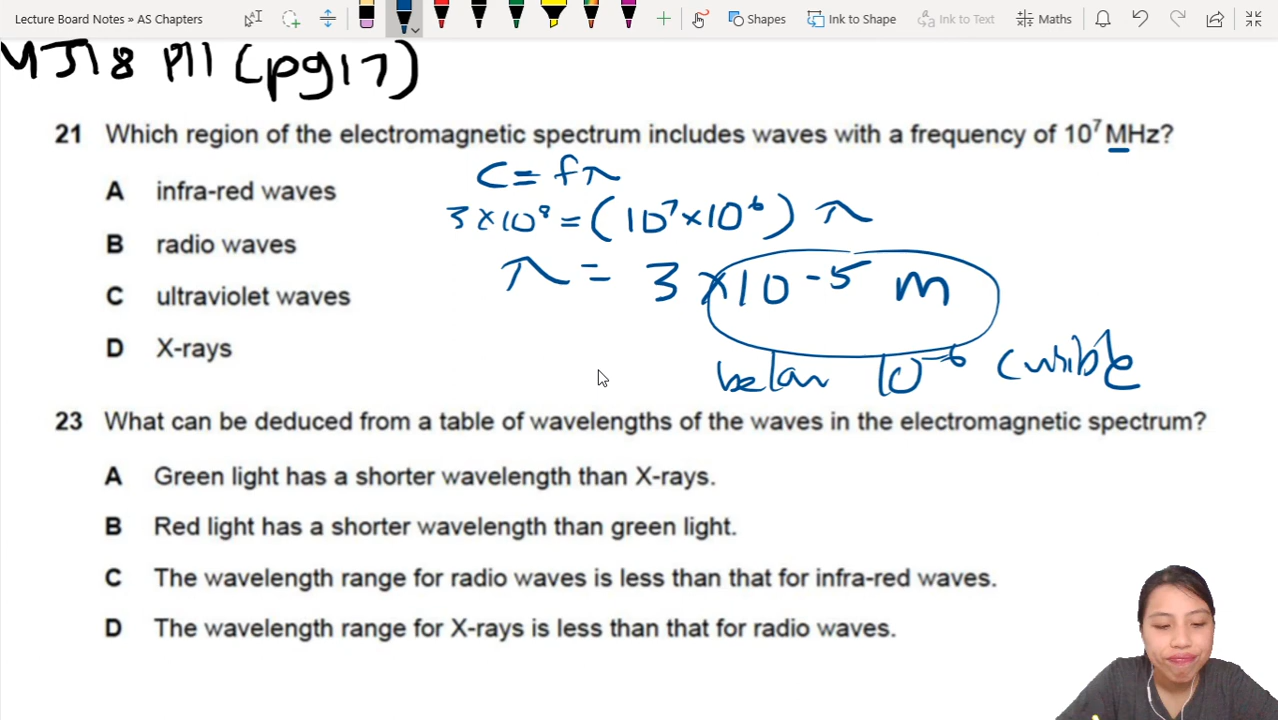 Lecture Board Notes » AS Chapters
Shapes
Ink to Shape
Ink to Text
Maths
MJ18 P11 (pg17)
21 Which region of the electromagnetic spectrum includes waves with a frequency of 10⁷ MHz?
A infra-red waves
B radio waves
C ultraviolet waves
D X-rays
c = fλ
3×10⁸ = (10⁷×10⁶) λ
λ = 3×10⁻⁵ m
below 10⁻⁶ (visible
23 What can be deduced from a table of wavelengths of the waves in the electromagnetic spectrum?
A Green light has a shorter wavelength than X-rays.
B Red light has a shorter wavelength than green light.
C The wavelength range for radio waves is less than that for infra-red waves.
D The wavelength range for X-rays is less than that for radio waves.